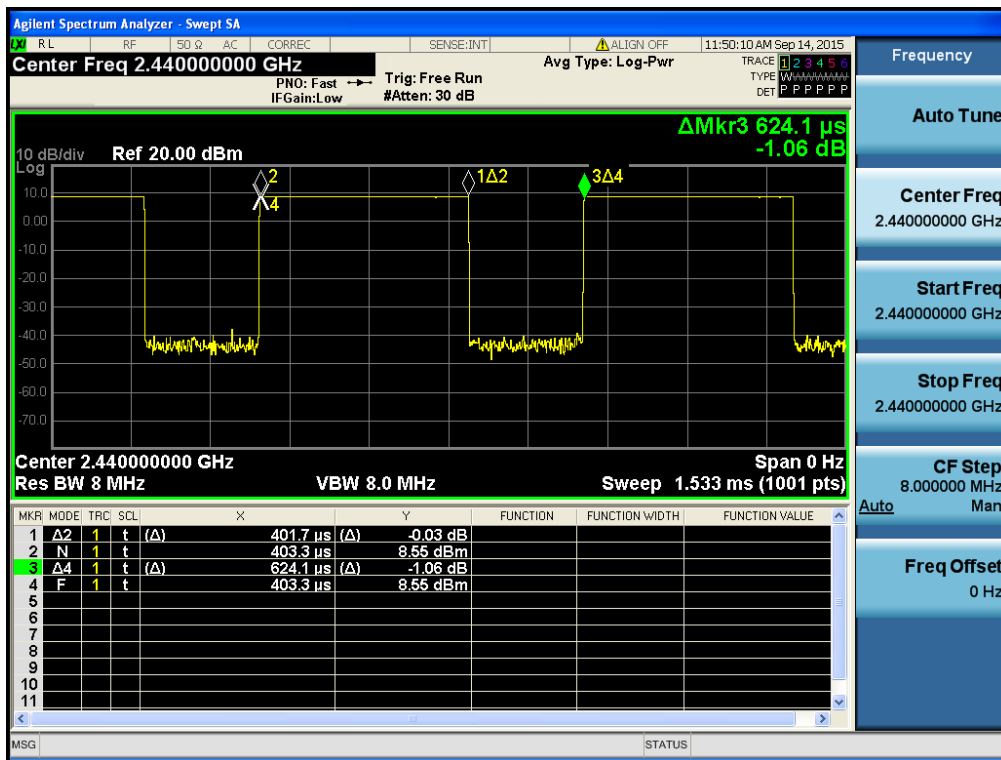 Agilent Spectrum Analyzer - Swept SA
LXI RL RF 50 Ω AC CORREC SENSE:INT ALIGN OFF 11:50:10 AM Sep 14, 2015
Center Freq 2.440000000 GHz
PNO: Fast
IFGain:Low
Trig: Free Run
#Atten: 30 dB
Avg Type: Log-Pwr
TRACE 1 2 3 4 5 6
TYPE WWWWWW
DET P P P P P P
ΔMkr3 624.1 µs
-1.06 dB
10 dB/div Ref 20.00 dBm
Log
10.0
0.00
-10.0
-20.0
-30.0
-40.0
-50.0
-60.0
-70.0
2
4
1Δ2
3Δ4
Center 2.440000000 GHz Span 0 Hz
Res BW 8 MHz VBW 8.0 MHz Sweep 1.533 ms (1001 pts)
MKR MODE TRC SCL X Y FUNCTION FUNCTION WIDTH FUNCTION VALUE
1 Δ2 1 t (Δ) 401.7 µs (Δ) -0.03 dB
2 N 1 t 403.3 µs 8.55 dBm
3 Δ4 1 t (Δ) 624.1 µs (Δ) -1.06 dB
4 F 1 t 403.3 µs 8.55 dBm
5
6
7
8
9
10
11
MSG STATUS
Frequency
Auto Tune
Center Freq
2.440000000 GHz
Start Freq
2.440000000 GHz
Stop Freq
2.440000000 GHz
CF Step
8.000000 MHz
Auto Man
Freq Offset
0 Hz